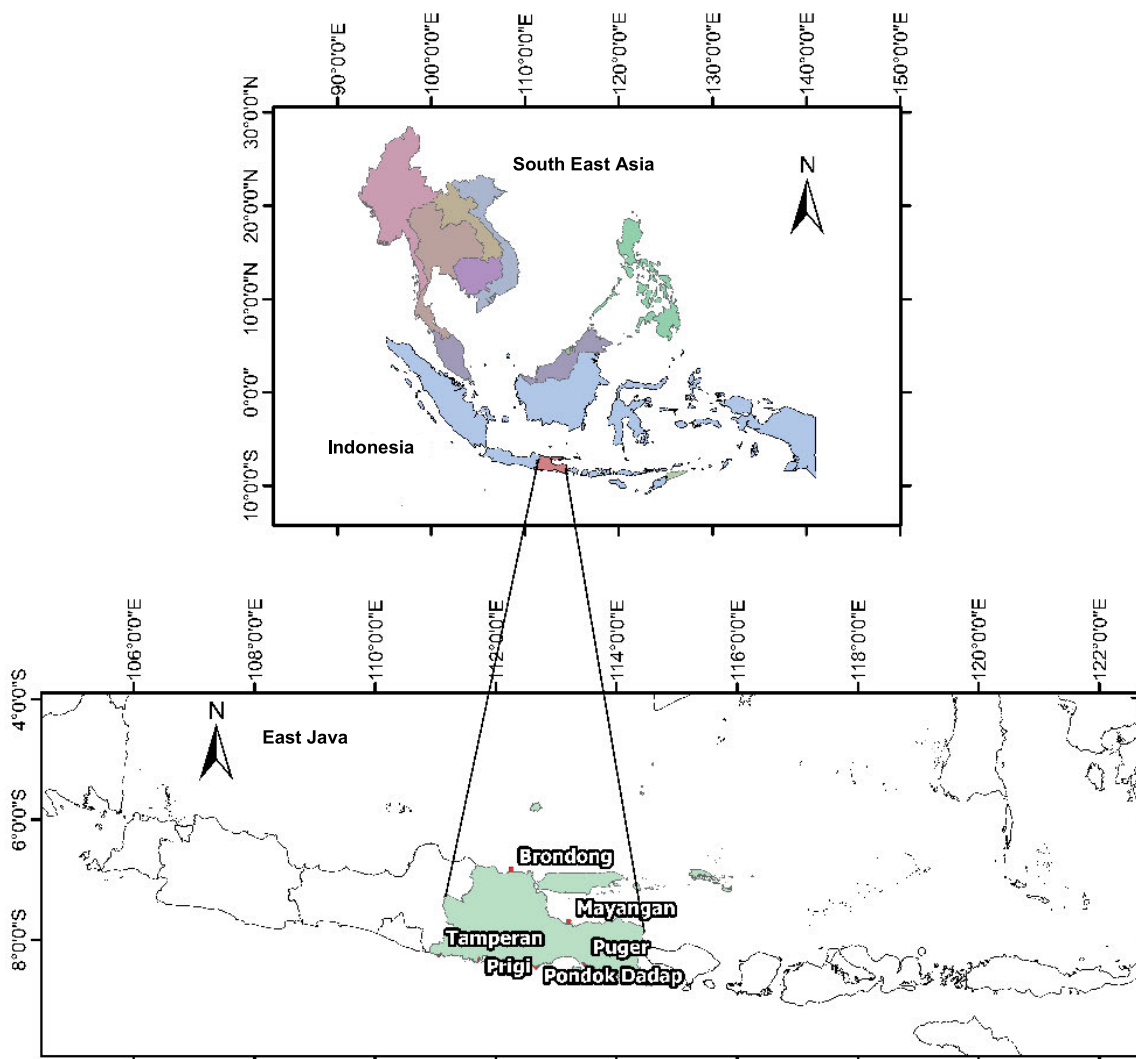 90°0'0"E
100°0'0"E
110°0'0"E
120°0'0"E
130°0'0"E
140°0'0"E
150°0'0"E
30°0'0"N
20°0'0"N
10°0'0"N
0°0'0"
10°0'0"S
South East Asia
N
Indonesia
106°0'0"E
108°0'0"E
110°0'0"E
112°0'0"E
114°0'0"E
116°0'0"E
118°0'0"E
120°0'0"E
122°0'0"E
4°0'0"S
6°0'0"S
8°0'0"S
N
East Java
Brondong
Mayangan
Tamperan
Puger
Prigi
Pondok Dadap